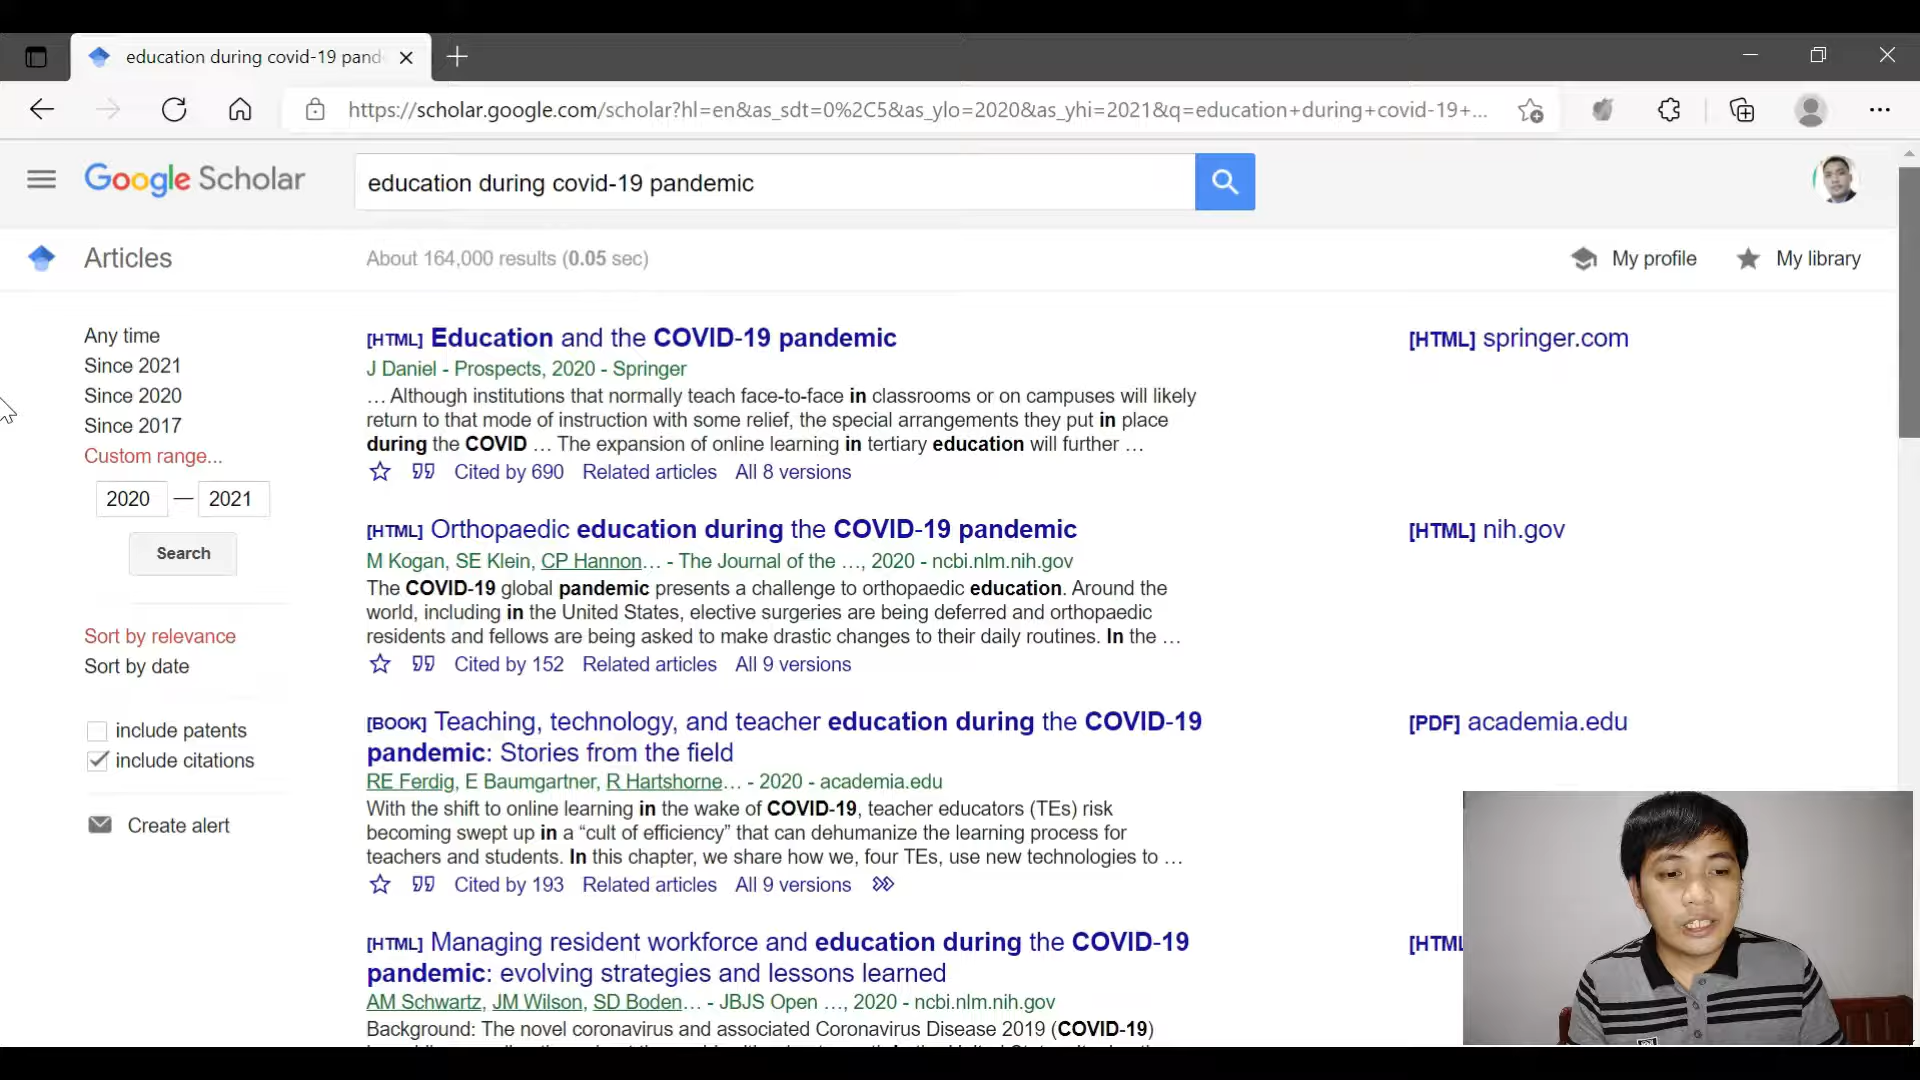 education during covid-19 pand
https://scholar.google.com/scholar?hl=en&as_sdt=0%2C5&as_ylo=2020&as_yhi=2021&q=education+during+covid-19+...
Google Scholar
education during covid-19 pandemic
Articles
About 164,000 results (0.05 sec)
My profile
My library
Any time
Since 2021
Since 2020
Since 2017
Custom range...
2020 — 2021
Search
Sort by relevance
Sort by date
include patents
include citations
Create alert
[HTML] Education and the COVID-19 pandemic
J Daniel - Prospects, 2020 - Springer
… Although institutions that normally teach face-to-face in classrooms or on campuses will likely
return to that mode of instruction with some relief, the special arrangements they put in place
during the COVID … The expansion of online learning in tertiary education will further …
Cited by 690 Related articles All 8 versions
[HTML] springer.com
[HTML] Orthopaedic education during the COVID-19 pandemic
M Kogan, SE Klein, CP Hannon… - The Journal of the …, 2020 - ncbi.nlm.nih.gov
The COVID-19 global pandemic presents a challenge to orthopaedic education. Around the
world, including in the United States, elective surgeries are being deferred and orthopaedic
residents and fellows are being asked to make drastic changes to their daily routines. In the …
Cited by 152 Related articles All 9 versions
[HTML] nih.gov
[BOOK] Teaching, technology, and teacher education during the COVID-19
pandemic: Stories from the field
RE Ferdig, E Baumgartner, R Hartshorne… - 2020 - academia.edu
With the shift to online learning in the wake of COVID-19, teacher educators (TEs) risk
becoming swept up in a “cult of efficiency” that can dehumanize the learning process for
teachers and students. In this chapter, we share how we, four TEs, use new technologies to …
Cited by 193 Related articles All 9 versions
[PDF] academia.edu
[HTML] Managing resident workforce and education during the COVID-19
pandemic: evolving strategies and lessons learned
AM Schwartz, JM Wilson, SD Boden… - JBJS Open …, 2020 - ncbi.nlm.nih.gov
Background: The novel coronavirus and associated Coronavirus Disease 2019 (COVID-19)
[HTML